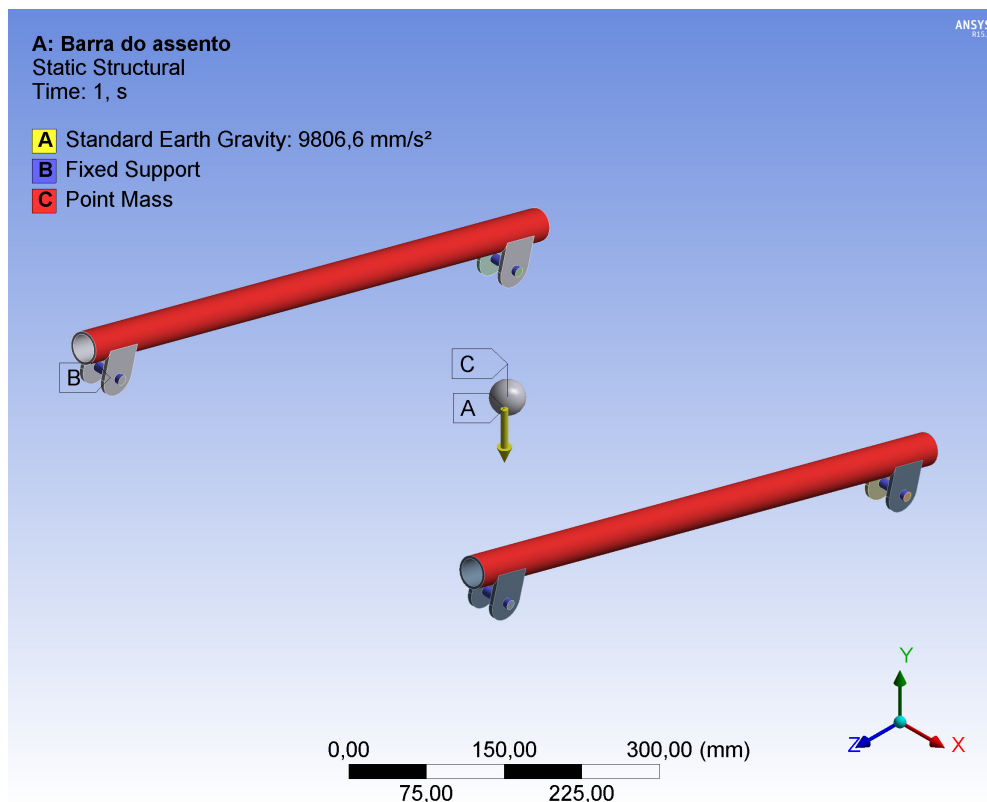 ANSYS
R15.
A: Barra do assento
Static Structural
Time: 1, s
A Standard Earth Gravity: 9806,6 mm/s²
B Fixed Support
C Point Mass
B
C
A
Y
Z
X
0,00 150,00 300,00 (mm)
75,00 225,00